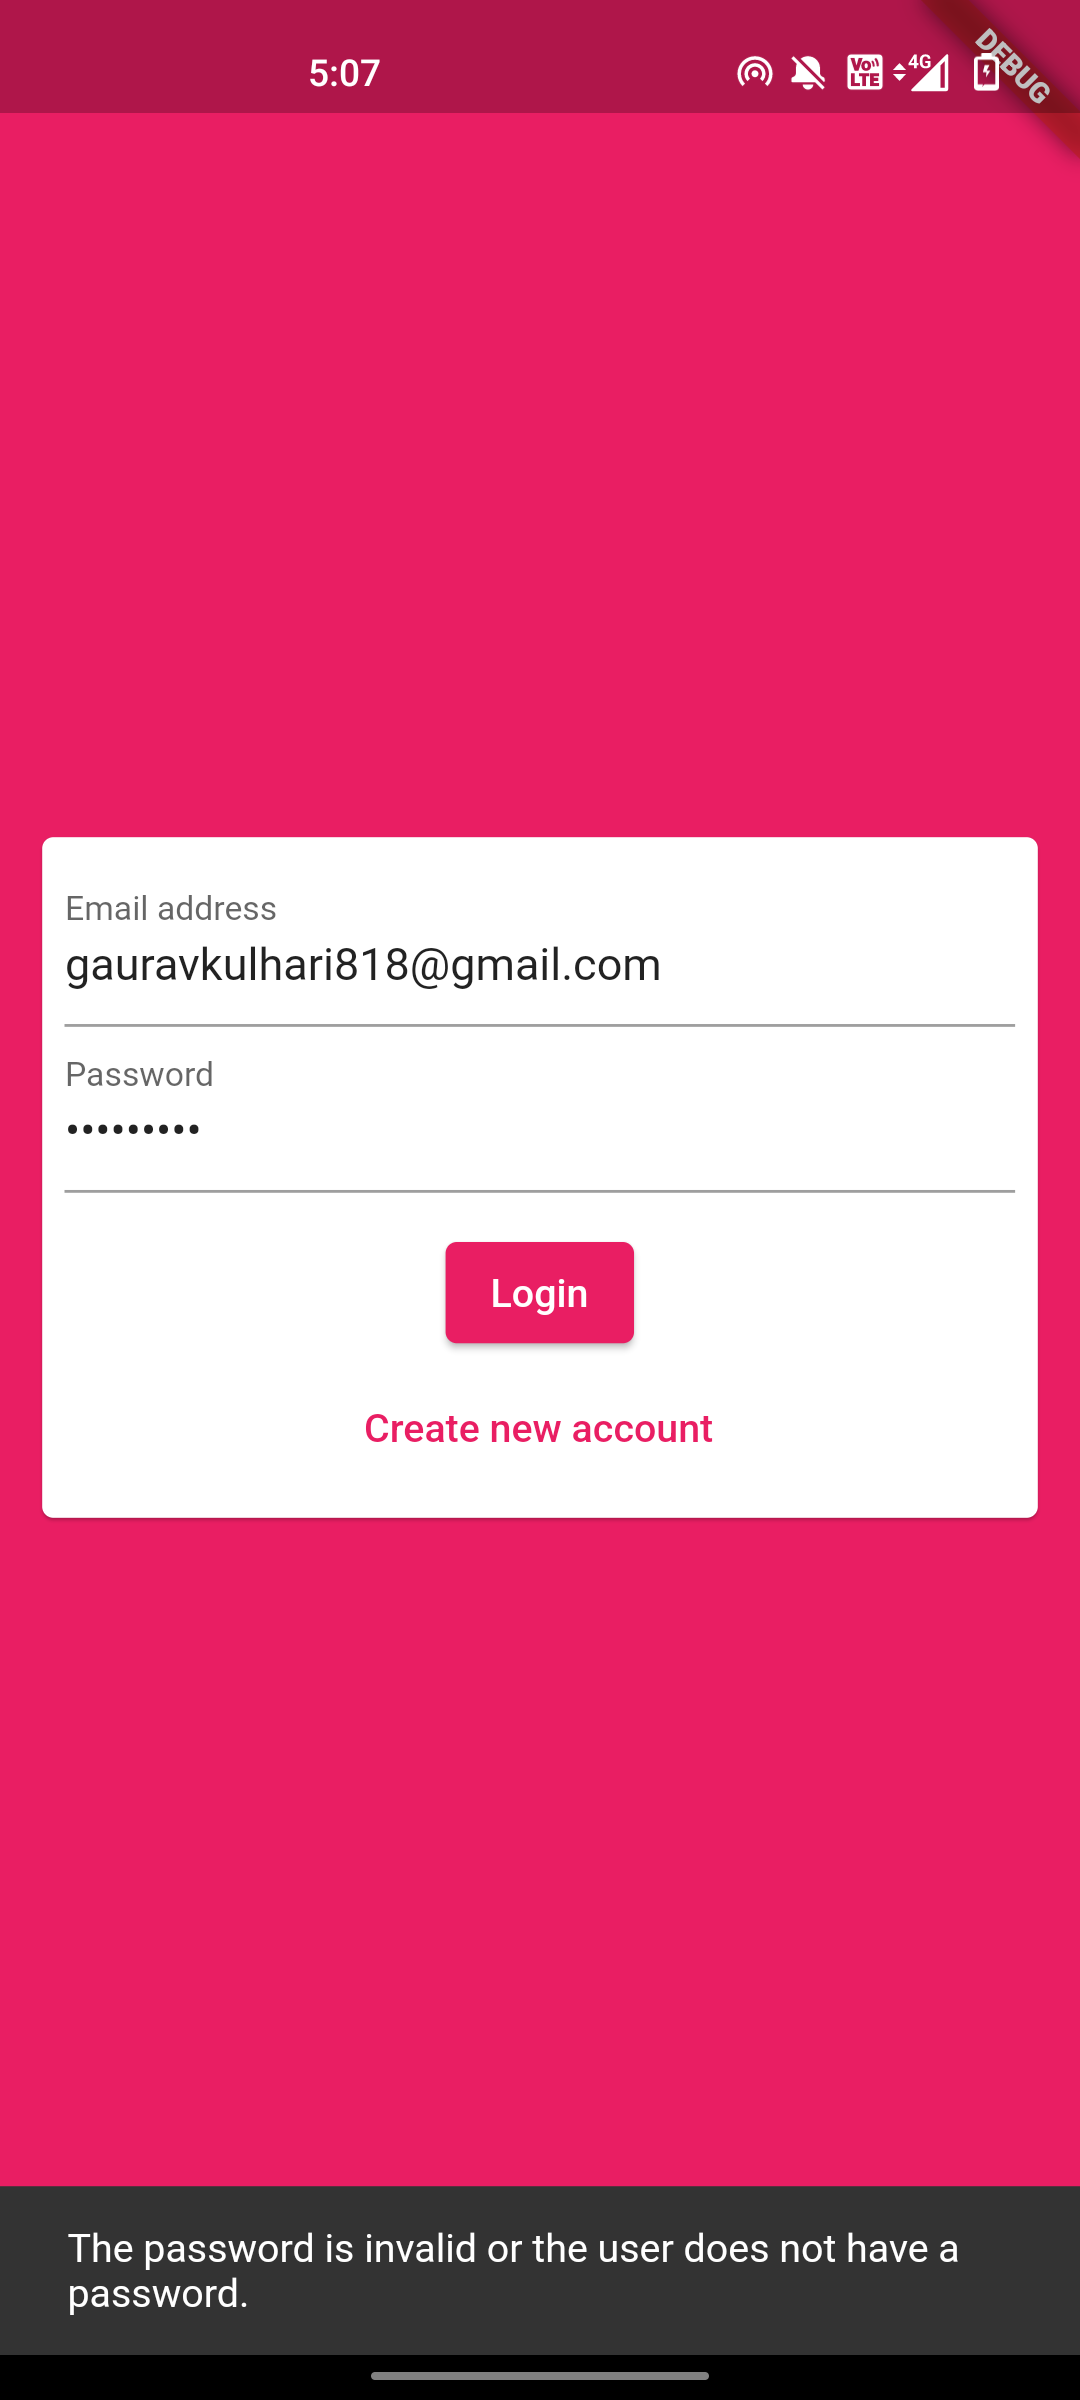 5:07
Vo LTE
4G
DEBUG
Email address
gauravkulhari818@gmail.com
Password
•••••••••
Login
Create new account
The password is invalid or the user does not have a
password.